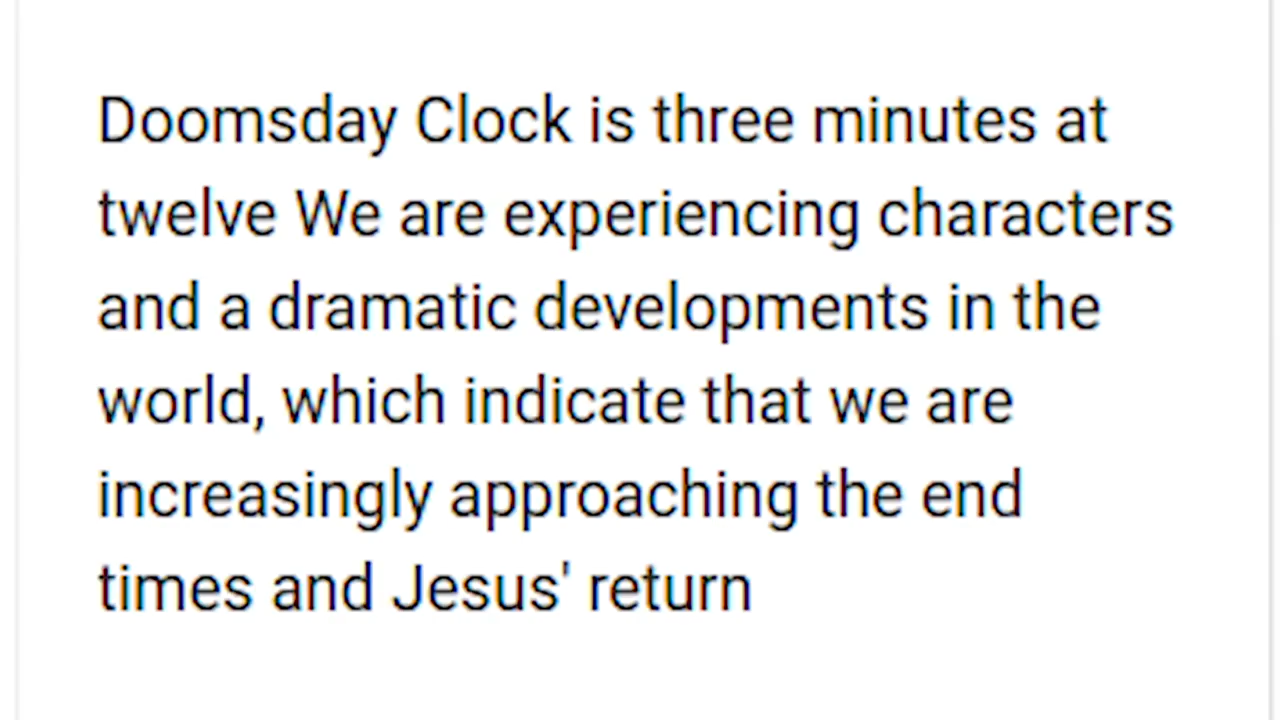 Doomsday Clock is three minutes at
twelve We are experiencing characters
and a dramatic developments in the
world, which indicate that we are
increasingly approaching the end
times and Jesus' return